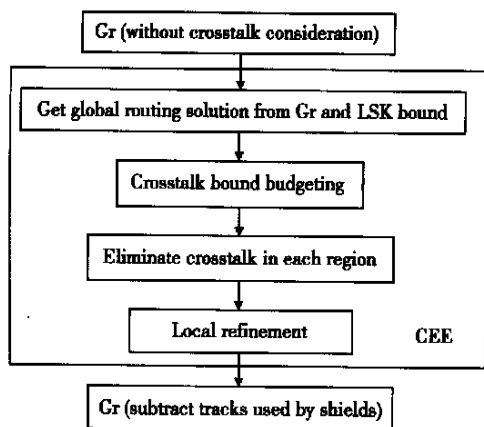 Gr (without crosstalk consideration)
Get global routing solution from Gr and LSK bound
Crosstalk bound budgeting
Eliminate crosstalk in each region
Local refinement
CEE
Gr (subtract tracks used by shields)